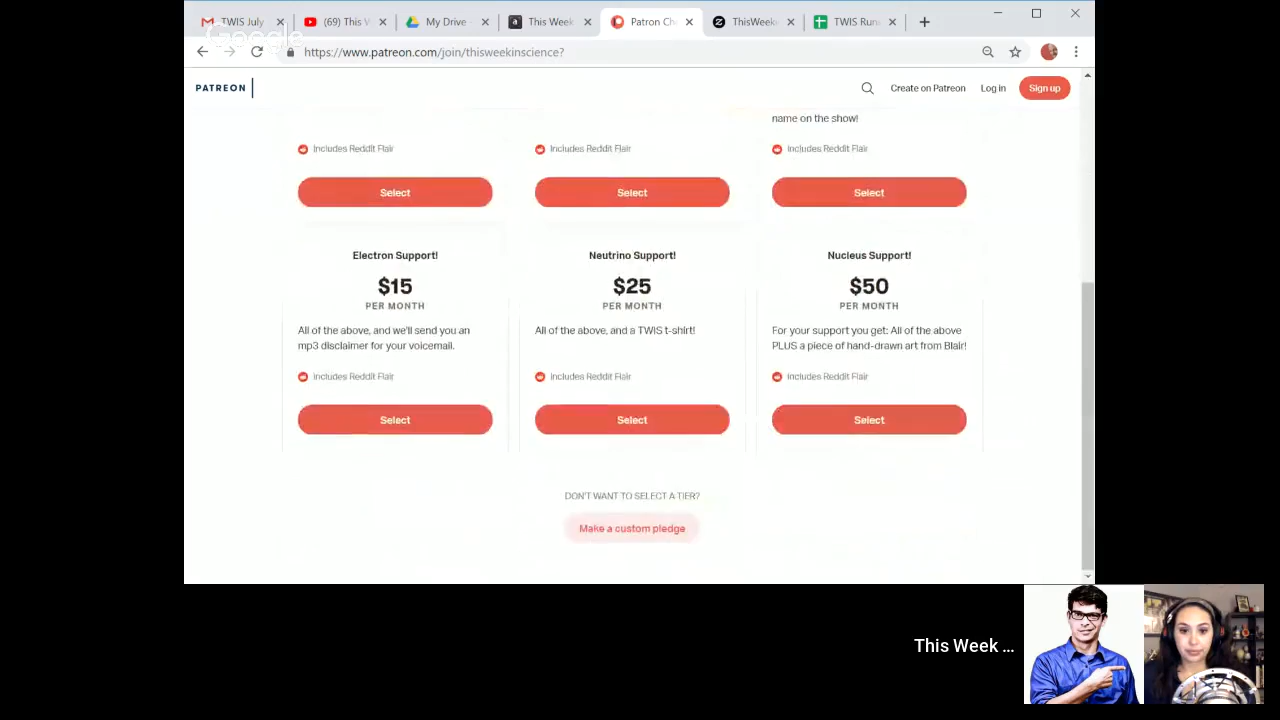 TWIS July
(69) This W
My Drive -
This Week
Patron Che
ThisWeek
TWIS Run
Google
https://www.patreon.com/join/thisweekinscience?
PATREON
Create on Patreon
Log in
Sign up
name on the show!
Includes Reddit Flair
Includes Reddit Flair
Includes Reddit Flair
Select
Select
Select
Electron Support!
Neutrino Support!
Nucleus Support!
$15
$25
$50
PER MONTH
PER MONTH
PER MONTH
All of the above, and we'll send you an
mp3 disclaimer for your voicemail.
All of the above, and a TWIS t-shirt!
For your support you get: All of the above
PLUS a piece of hand-drawn art from Blair!
Includes Reddit Flair
Includes Reddit Flair
Includes Reddit Flair
Select
Select
Select
DON'T WANT TO SELECT A TIER?
Make a custom pledge
This Week ...